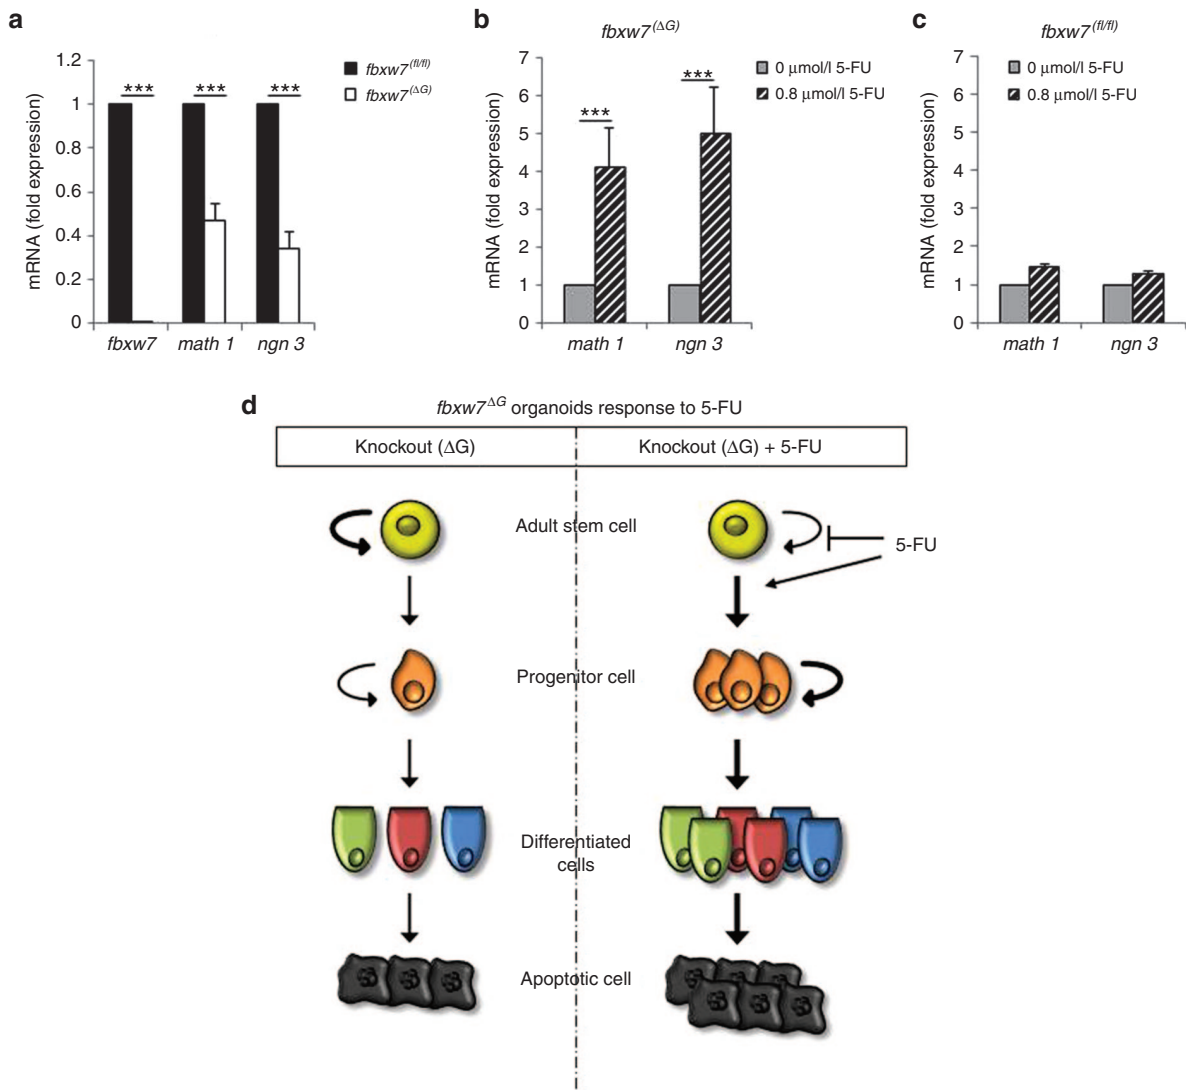 a
1.2
1
0.8
0.6
0.4
0.2
0
mRNA (fold expression)
***
***
***
fbxw7(fl/fl)
fbxw7(ΔG)
fbxw7
math 1
ngn 3
b
fbxw7(ΔG)
7
6
5
4
3
2
1
0
mRNA (fold expression)
***
***
0 μmol/l 5-FU
0.8 μmol/l 5-FU
math 1
ngn 3
c
fbxw7(fl/fl)
7
6
5
4
3
2
1
0
mRNA (fold expression)
0 μmol/l 5-FU
0.8 μmol/l 5-FU
math 1
ngn 3
d
fbxw7ΔG organoids response to 5-FU
Knockout (ΔG)
Knockout (ΔG) + 5-FU
Adult stem cell
5-FU
Progenitor cell
Differentiated
cells
Apoptotic cell